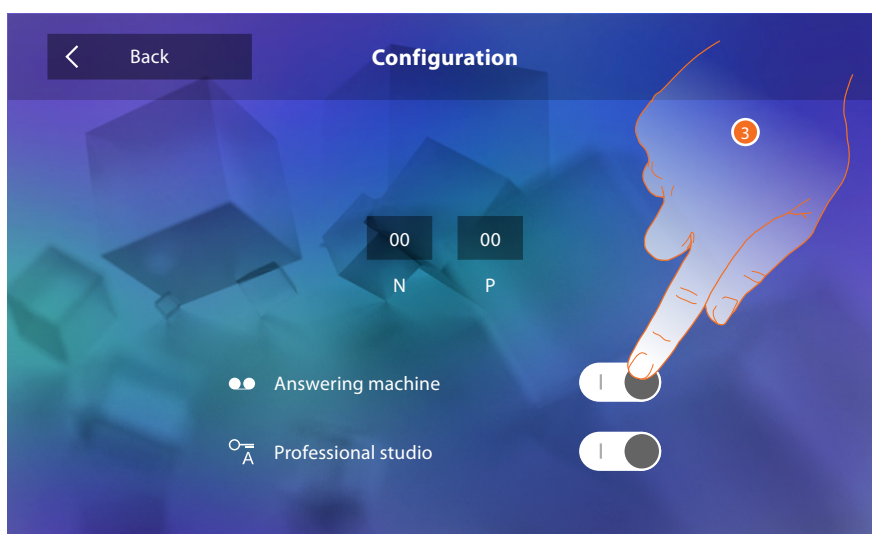 Back
Configuration
3
00 00
N P
Answering machine
A
Professional studio